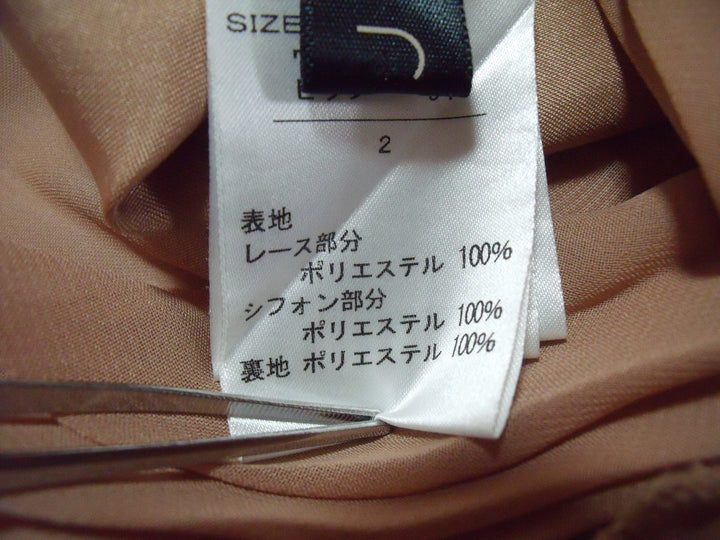 SIZE
2
表地
レース部分
ポリエステル 100%
シフォン部分
ポリエステル 100%
裏地 ポリエステル 100%